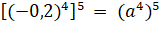 [(−0,2)⁴]⁵ = (a⁴)⁵